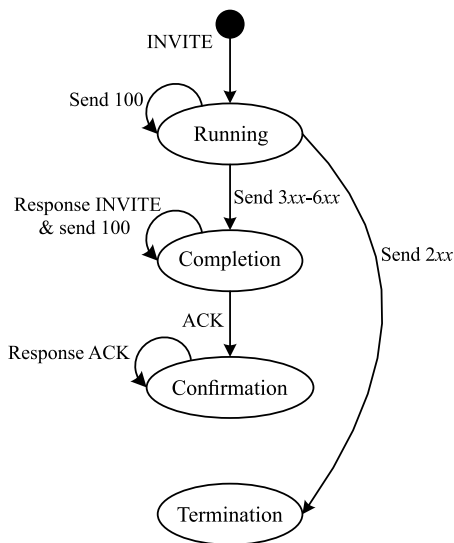 INVITE
Send 100
Running
Send 3xx-6xx
Response INVITE
& send 100
Completion
Send 2xx
ACK
Response ACK
Confirmation
Termination